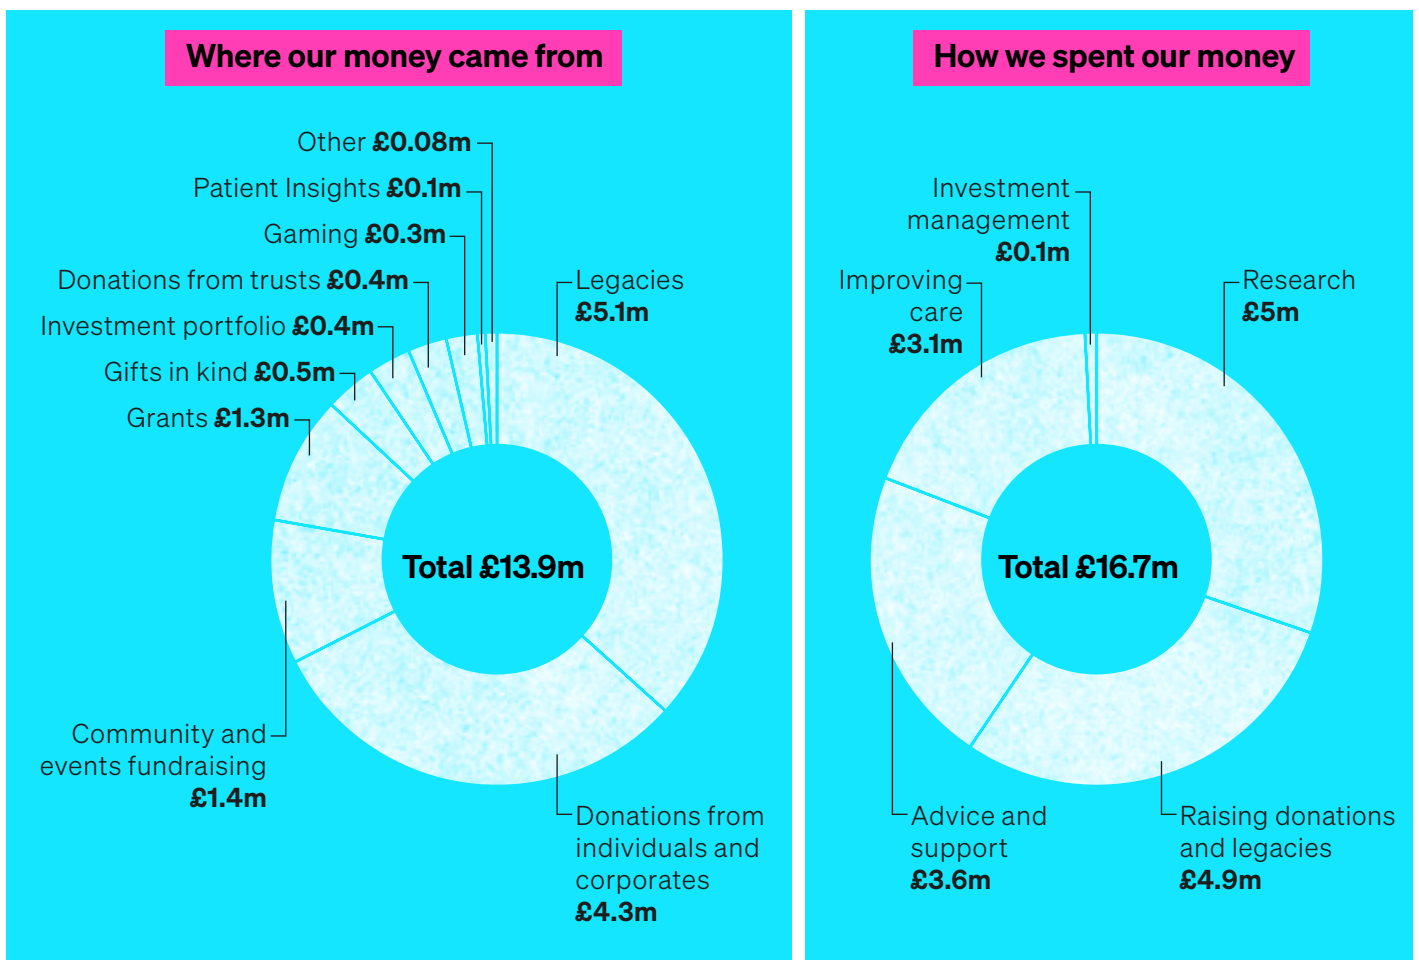 Where our money came from
Other £0.08m
Patient Insights £0.1m
Gaming £0.3m
Donations from trusts £0.4m
Investment portfolio £0.4m
Gifts in kind £0.5m
Grants £1.3m
Legacies
£5.1m
Total £13.9m
Community and
events fundraising
£1.4m
Donations from
individuals and
corporates
£4.3m
How we spent our money
Investment
management
£0.1m
Improving
care
£3.1m
Research
£5m
Total £16.7m
Advice and
support
£3.6m
Raising donations
and legacies
£4.9m